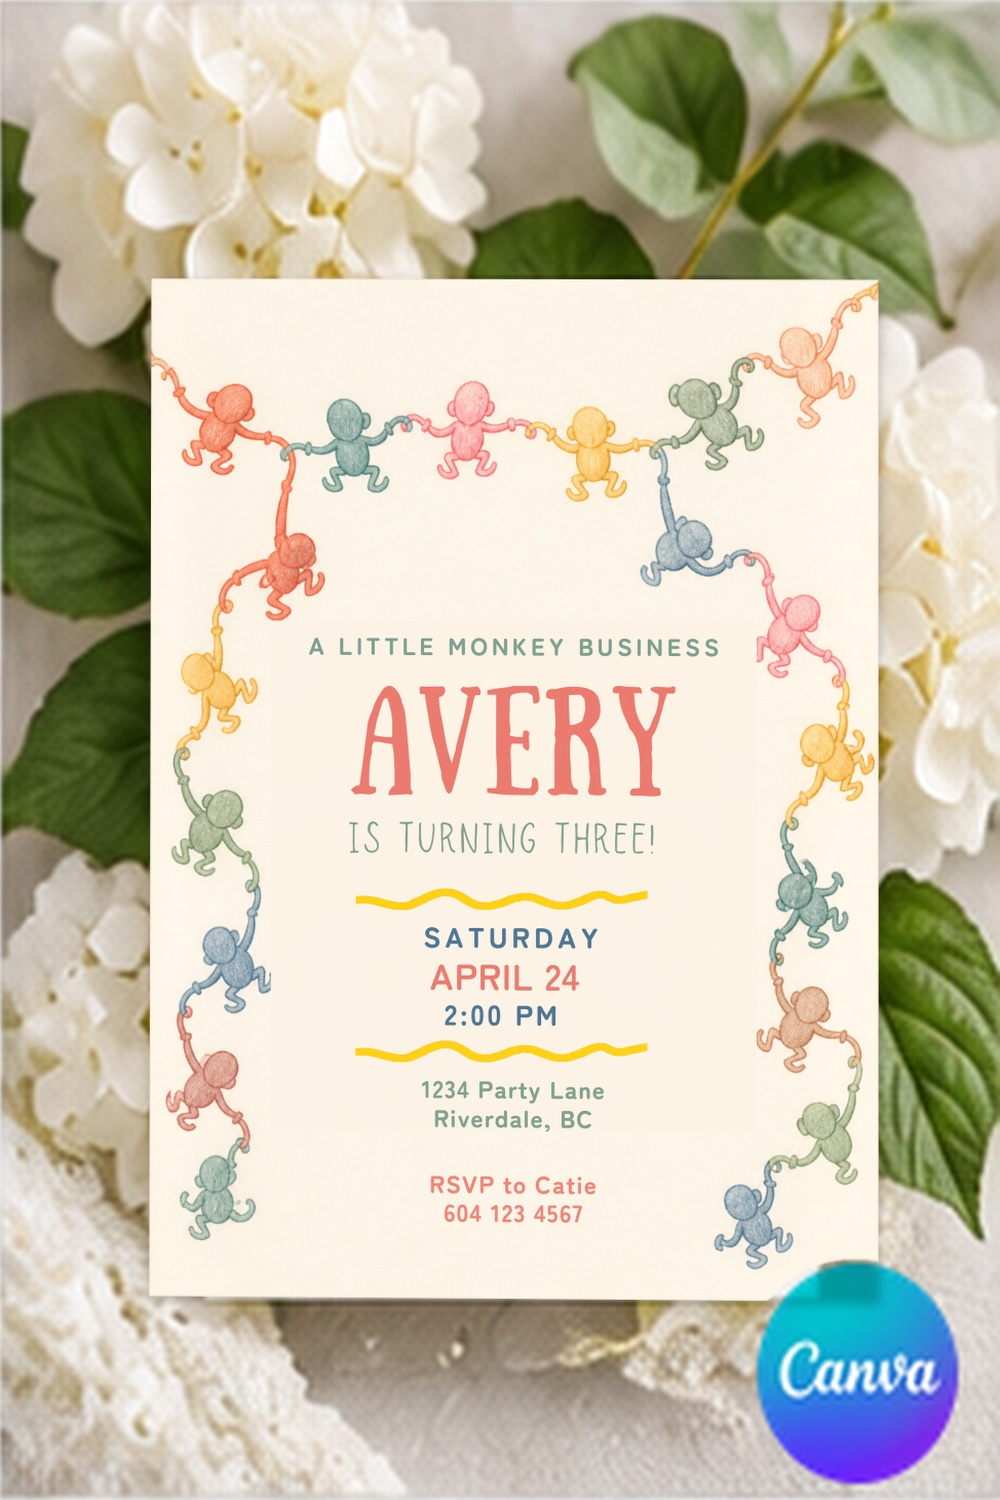 A LITTLE MONKEY BUSINESS
AVERY
IS TURNING THREE!
SATURDAY
APRIL 24
2:00 PM
1234 Party Lane
Riverdale, BC
RSVP to Catie
604 123 4567
Canva